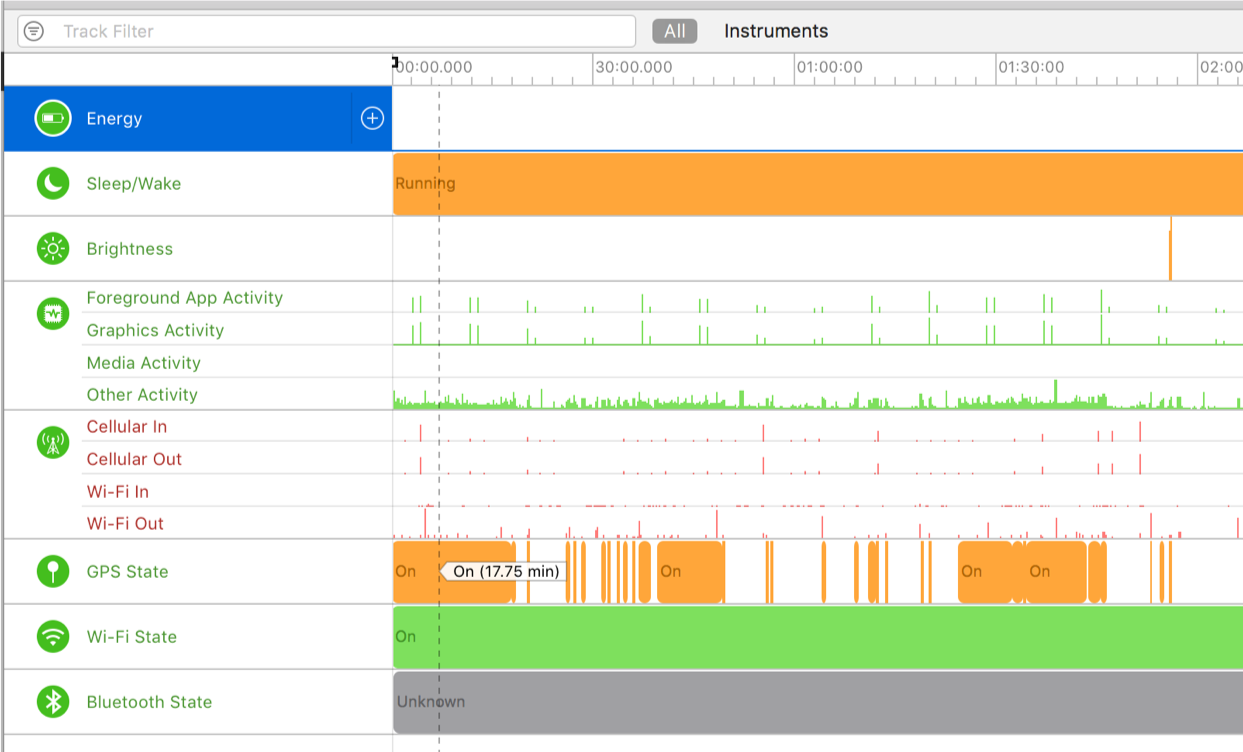 Track Filter All Instruments
00:00.000 30:00.000 01:00:00 01:30:00 02:00
Energy
Sleep/Wake Running
Brightness
Foreground App Activity
Graphics Activity
Media Activity
Other Activity
Cellular In
Cellular Out
Wi-Fi In
Wi-Fi Out
GPS State On On (17.75 min) On On On
Wi-Fi State On
Bluetooth State Unknown